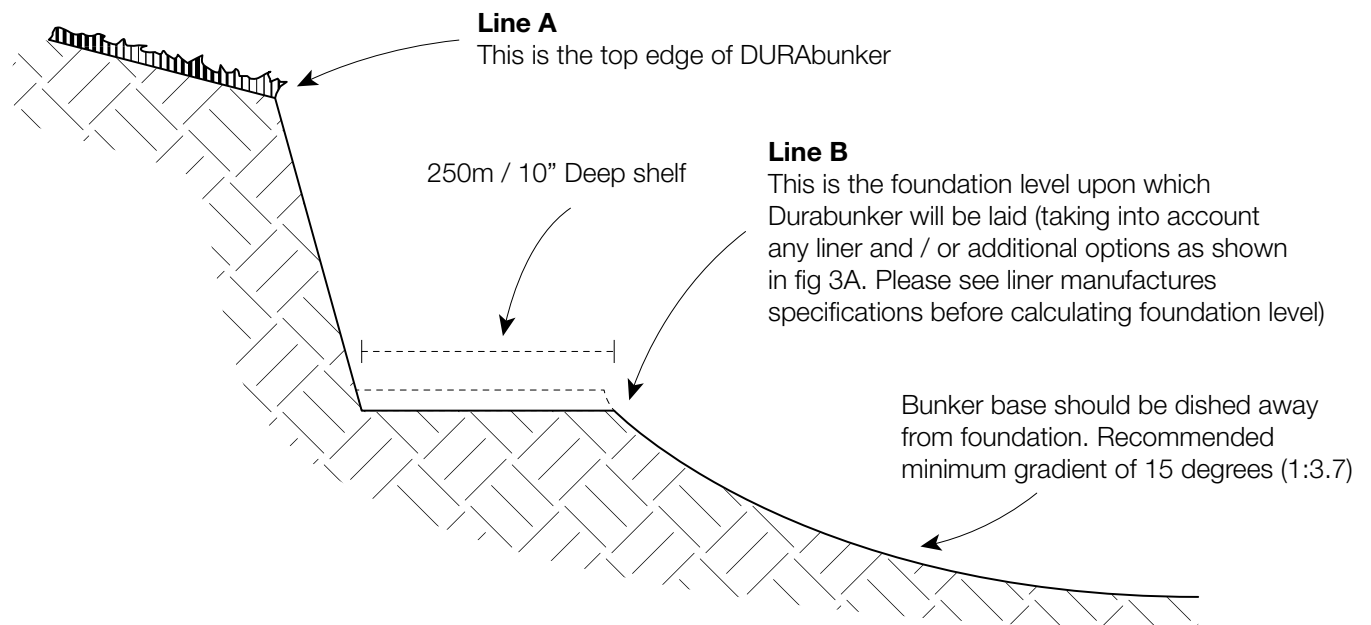 Line A
This is the top edge of DURAbunker
250m / 10” Deep shelf
Line B
This is the foundation level upon which
Durabunker will be laid (taking into account
any liner and / or additional options as shown
in fig 3A. Please see liner manufactures
specifications before calculating foundation level)
Bunker base should be dished away
from foundation. Recommended
minimum gradient of 15 degrees (1:3.7)